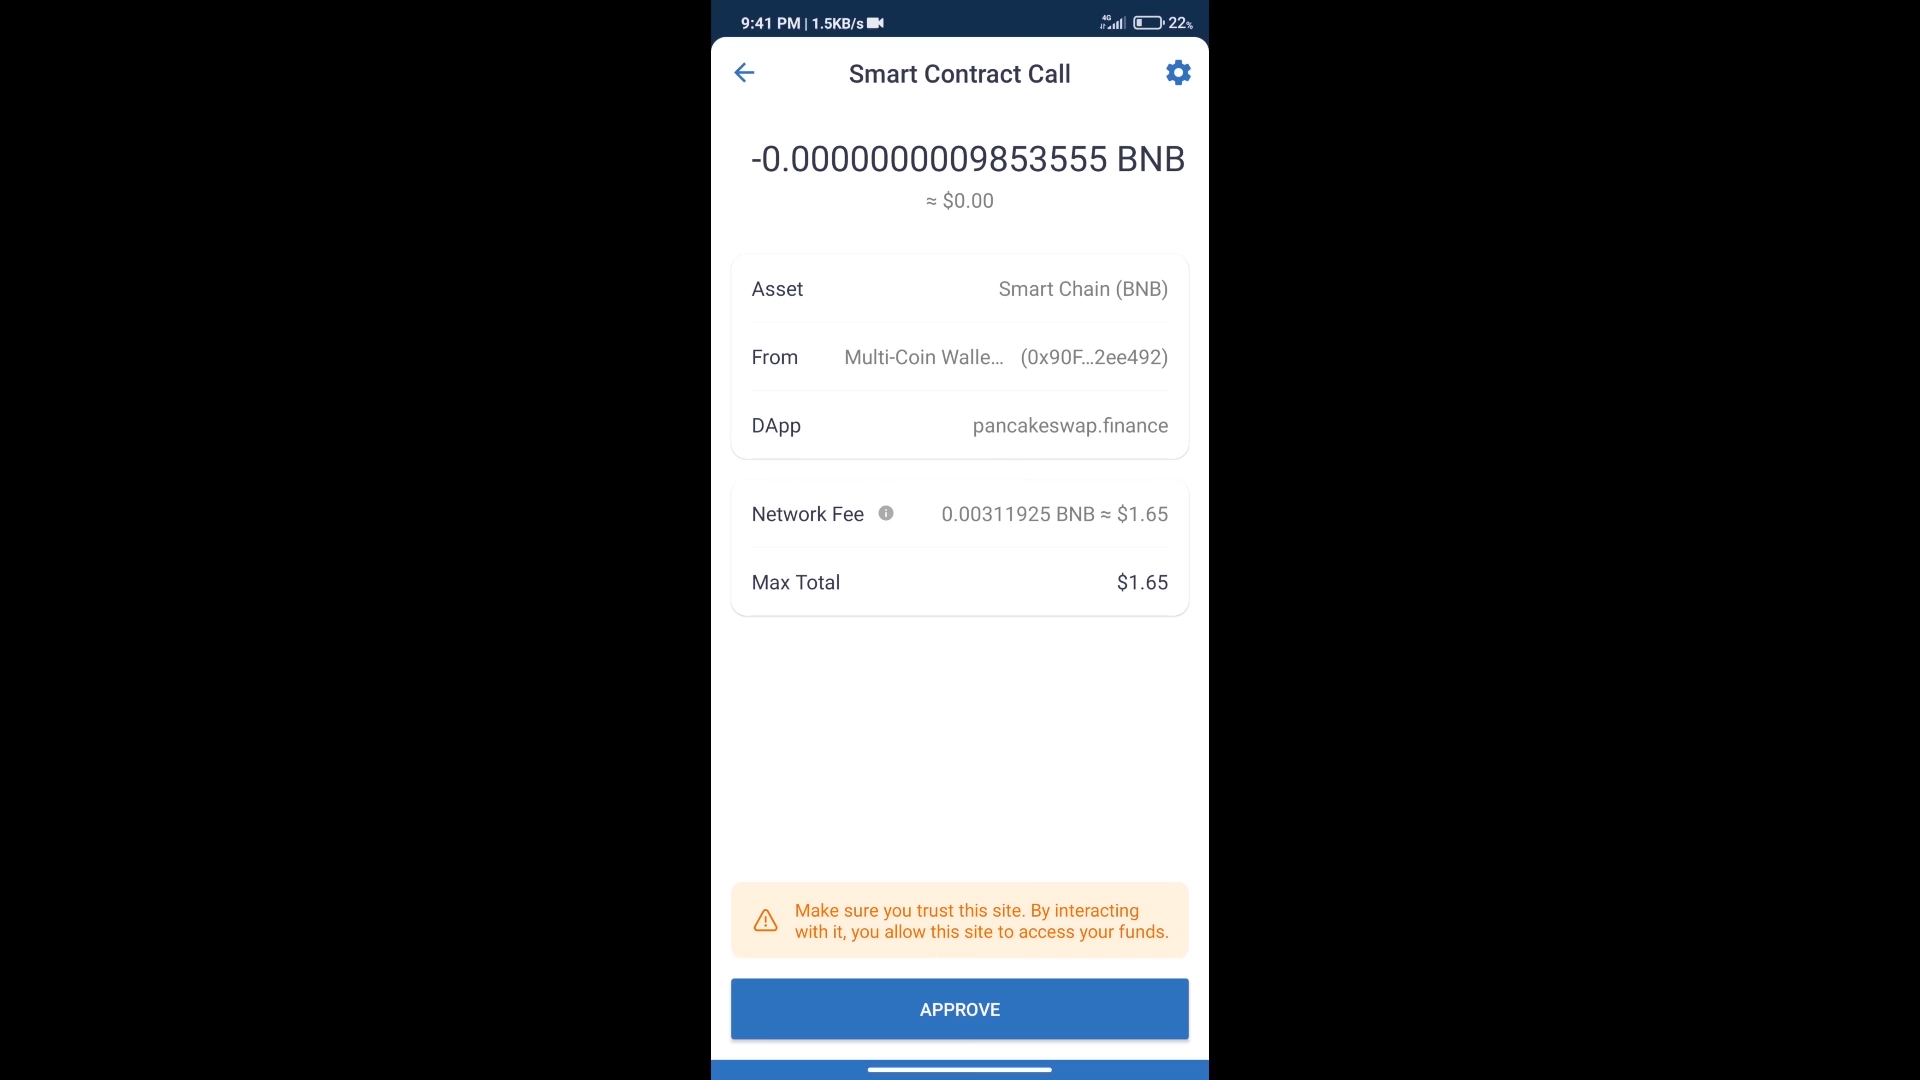 9:41 PM | 1.5KB/s 4G 22%
Smart Contract Call
-0.0000000009853555 BNB
≈ $0.00
Asset Smart Chain (BNB)
From Multi-Coin Walle... (0x90F...2ee492)
DApp pancakeswap.finance
Network Fee 0.00311925 BNB ≈ $1.65
Max Total $1.65
Make sure you trust this site. By interacting
with it, you allow this site to access your funds.
APPROVE